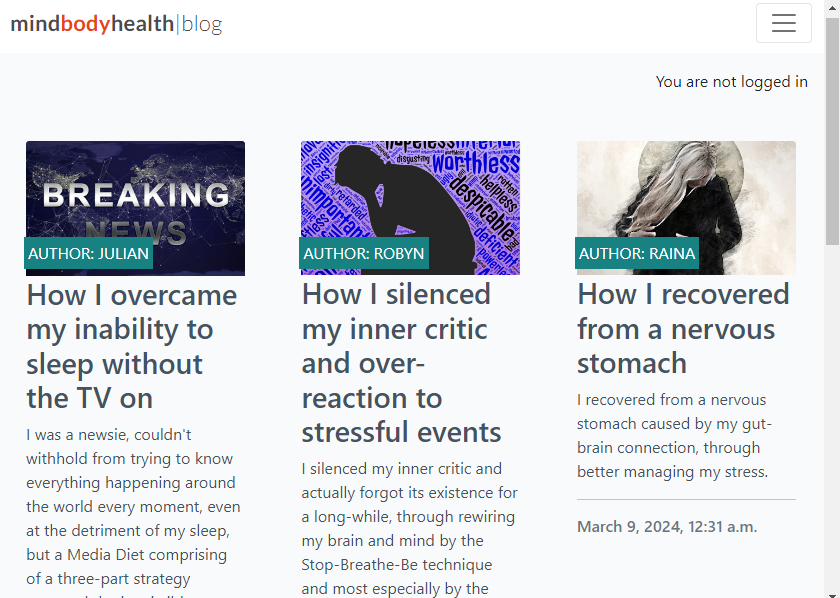 mindbodyhealth|blog
You are not logged in
BREAKING
NEWS
AUTHOR: JULIAN
How I overcame
my inability to
sleep without
the TV on
I was a newsie, couldn't
withhold from trying to know
everything happening around
the world every moment, even
at the detriment of my sleep,
but a Media Diet comprising
of a three-part strategy
worthless
disgusting
helpless
despicable
deficient
AUTHOR: ROBYN
How I silenced
my inner critic
and over-
reaction to
stressful events
I silenced my inner critic and
actually forgot its existence for
a long-while, through rewiring
my brain and mind by the
Stop-Breathe-Be technique
and most especially by the
AUTHOR: RAINA
How I recovered
from a nervous
stomach
I recovered from a nervous
stomach caused by my gut-
brain connection, through
better managing my stress.
March 9, 2024, 12:31 a.m.